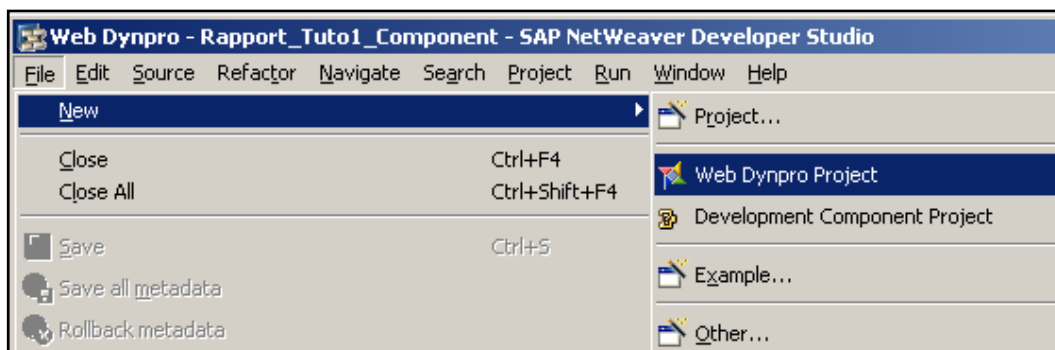 Web Dynpro - Rapport_Tuto1_Component - SAP NetWeaver Developer Studio
File Edit Source Refactor Navigate Search Project Run Window Help
New
Close Ctrl+F4
Close All Ctrl+Shift+F4
Save Ctrl+S
Save all metadata
Rollback metadata
Project...
Web Dynpro Project
Development Component Project
Example...
Other...